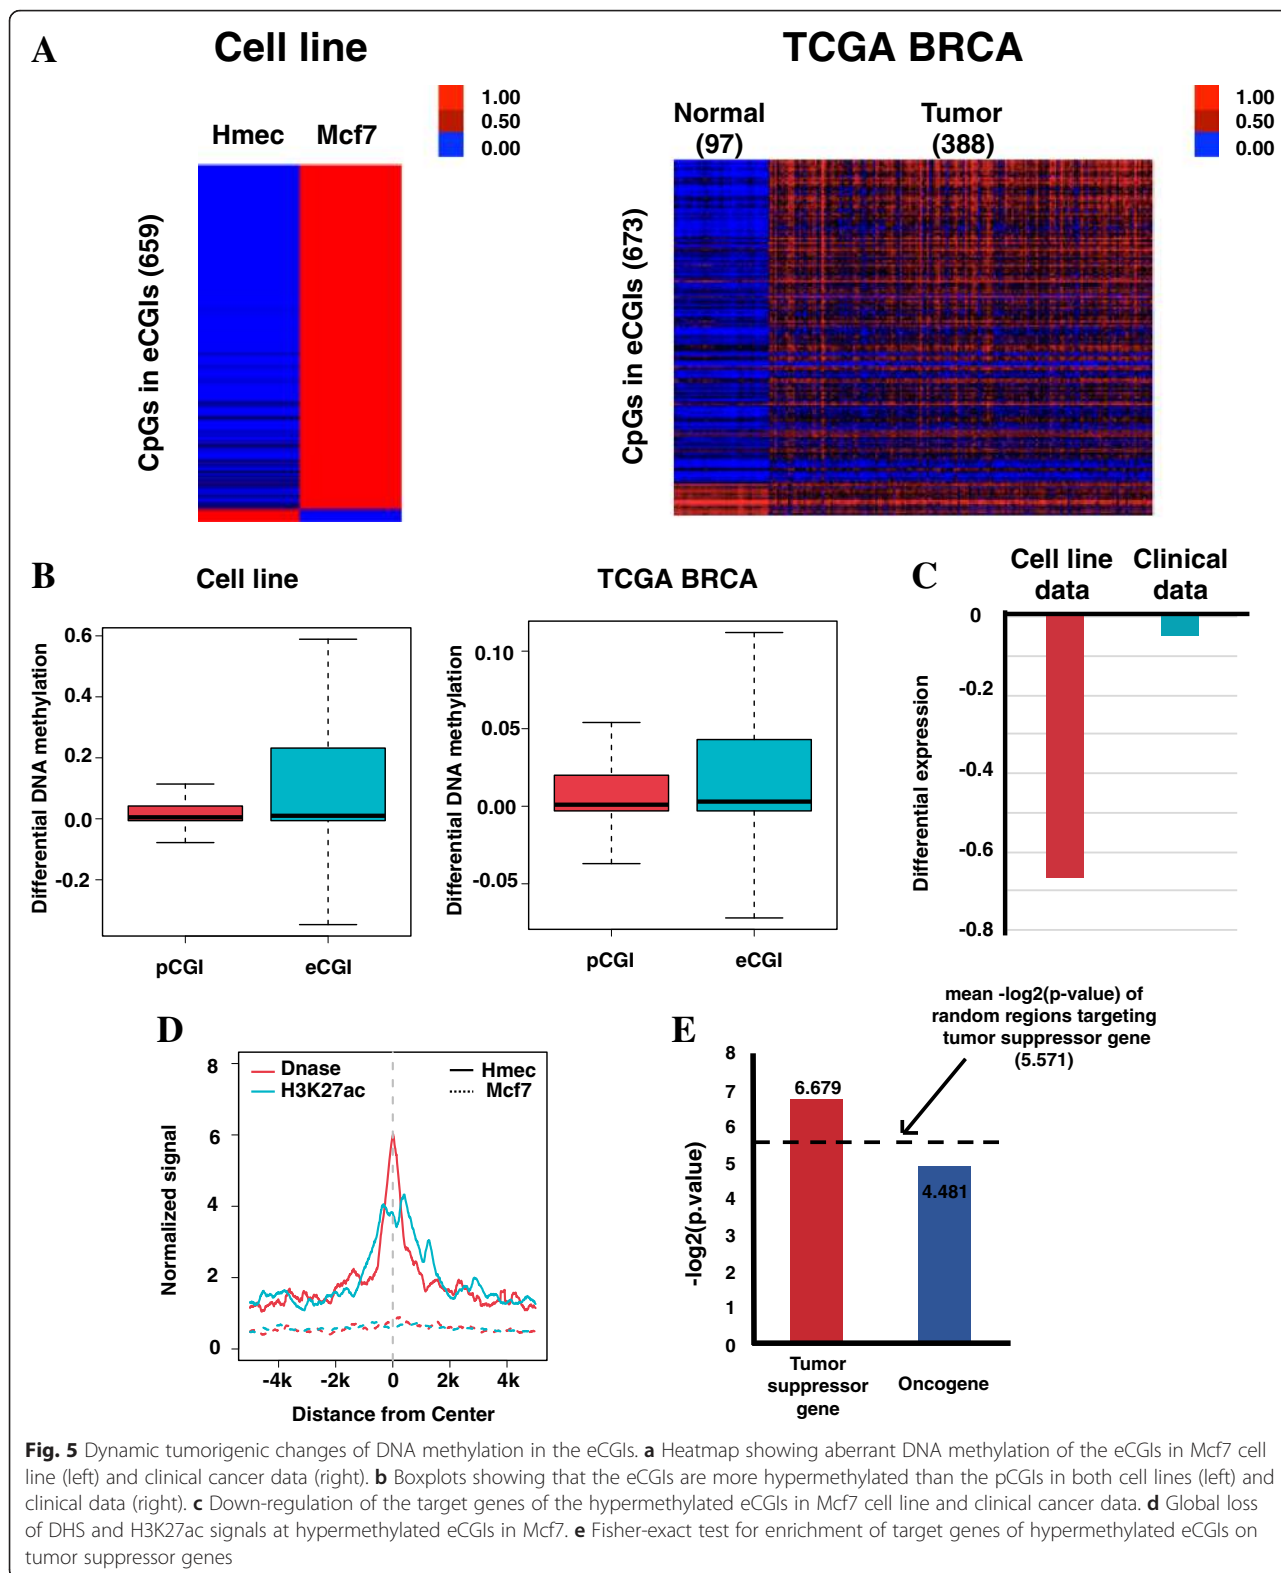 A
Cell line
TCGA BRCA
1.00
0.50
0.00
Hmec
Mcf7
CpGs in eCGIs (659)
Normal
(97)
Tumor
(388)
1.00
0.50
0.00
CpGs in eCGIs (673)
B
Cell line
Differential DNA methylation
0.6
0.4
0.2
0.0
-0.2
pCGI
eCGI
TCGA BRCA
Differential DNA methylation
0.10
0.05
0.00
-0.05
pCGI
eCGI
C
Cell line
data
Clinical
data
Differential expression
0
-0.2
-0.4
-0.6
-0.8
D
Normalized signal
8
6
4
2
0
Dnase
H3K27ac
Hmec
Mcf7
-4k
-2k
0
2k
4k
Distance from Center
E
mean -log2(p-value) of
random regions targeting
tumor suppressor gene
(5.571)
-log2(p.value)
8
7
6
5
4
3
2
1
0
6.679
4.481
Tumor
suppressor
gene
Oncogene
Fig. 5 Dynamic tumorigenic changes of DNA methylation in the eCGIs. a Heatmap showing aberrant DNA methylation of the eCGIs in Mcf7 cell
line (left) and clinical cancer data (right). b Boxplots showing that the eCGIs are more hypermethylated than the pCGIs in both cell lines (left) and
clinical data (right). c Down-regulation of the target genes of the hypermethylated eCGIs in Mcf7 cell line and clinical cancer data. d Global loss
of DHS and H3K27ac signals at hypermethylated eCGIs in Mcf7. e Fisher-exact test for enrichment of target genes of hypermethylated eCGIs on
tumor suppressor genes